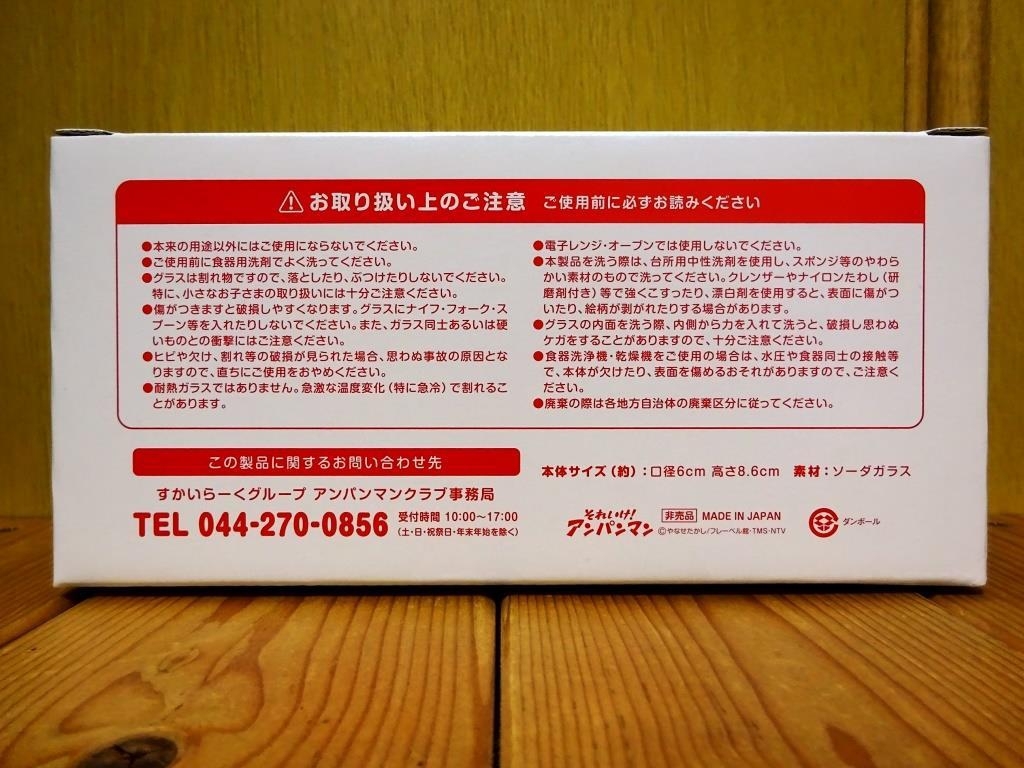 お取り扱い上のご注意 ご使用前に必ずお読みください
●本来の用途以外にはご使用にならないでください。
●ご使用前に食器用洗剤でよく洗ってください。
●グラスは割れ物ですので、落としたり、ぶつけたりしないでください。
特に、小さなお子さまの取り扱いには十分ご注意ください。
●傷がつきますと破損しやすくなります。グラスにナイフ・フォーク・ス
プーン等を入れたりしないでください。また、ガラス同士あるいは硬
いものとの衝撃にはご注意ください。
●ヒビや欠け、割れ等の破損が見られた場合、思わぬ事故の原因とな
りますので、直ちにご使用をおやめください。
●耐熱ガラスではありません。急激な温度変化(特に急冷)で割れるこ
とがあります。
●電子レンジ・オーブンでは使用しないでください。
●本製品を洗う際は、台所用中性洗剤を使用し、スポンジ等のやわら
かい素材のもので洗ってください。クレンザーやナイロンたわし(研
磨剤付き)等で強くこすったり、漂白剤を使用すると、表面に傷がつ
いたり、絵柄が剥がれたりする場合があります。
●グラスの内面を洗う際、内側から力を入れて洗うと、破損し思わぬ
ケガをすることがありますので、十分ご注意ください。
●食器洗浄機・乾燥機をご使用の場合は、水圧や食器同士の接触等
で、本体が欠けたり、表面を傷めるおそれがありますので、ご注意く
ださい。
●廃棄の際は各地方自治体の廃棄区分に従ってください。
この製品に関するお問い合わせ先
すかいらーくグループ アンパンマンクラブ事務局
TEL 044-270-0856 受付時間 10:00〜17:00
(土・日・祝祭日・年末年始を除く)
本体サイズ(約):口径6cm 高さ8.6cm 素材:ソーダガラス
それいけ!
アンパンマン
非売品 MADE IN JAPAN
©やなせたかし/フレーベル館・TMS・NTV
ダンボール